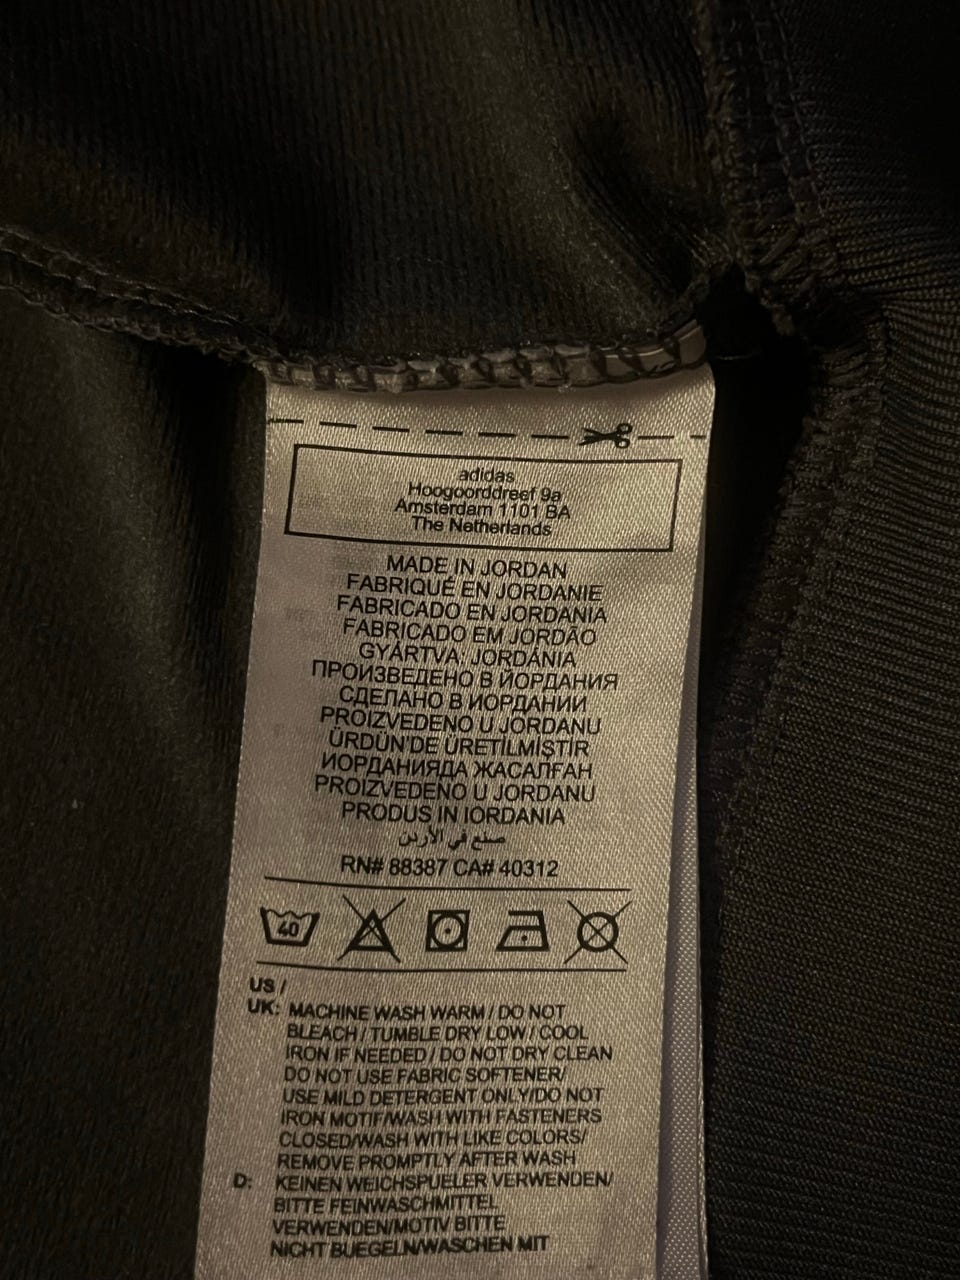 adidas
Hoogoorddreef 9a
Amsterdam 1101 BA
The Netherlands
MADE IN JORDAN
FABRIQUÉ EN JORDANIE
FABRICADO EN JORDANIA
FABRICADO EM JORDÃO
GYÁRTVA: JORDÁNIA
ПРОИЗВЕДЕНО В ЙОРДАНИЯ
СДЕЛАНО В ИОРДАНИИ
PROIZVEDENO U JORDANU
ÜRDÜN'DE ÜRETİLMİŞTİR
ИОРДАНИЯДА ЖАСАЛҒАН
PROIZVEDENO U JORDANU
PRODUS IN IORDANIA
صنع في الأردن
RN# 88387 CA# 40312
40
US /
UK: MACHINE WASH WARM / DO NOT
BLEACH / TUMBLE DRY LOW / COOL
IRON IF NEEDED / DO NOT DRY CLEAN
DO NOT USE FABRIC SOFTENER/
USE MILD DETERGENT ONLY/DO NOT
IRON MOTIF/WASH WITH FASTENERS
CLOSED/WASH WITH LIKE COLORS/
REMOVE PROMPTLY AFTER WASH
D: KEINEN WEICHSPUELER VERWENDEN/
BITTE FEINWASCHMITTEL
VERWENDEN/MOTIV BITTE
NICHT BUEGELN/WASCHEN MIT